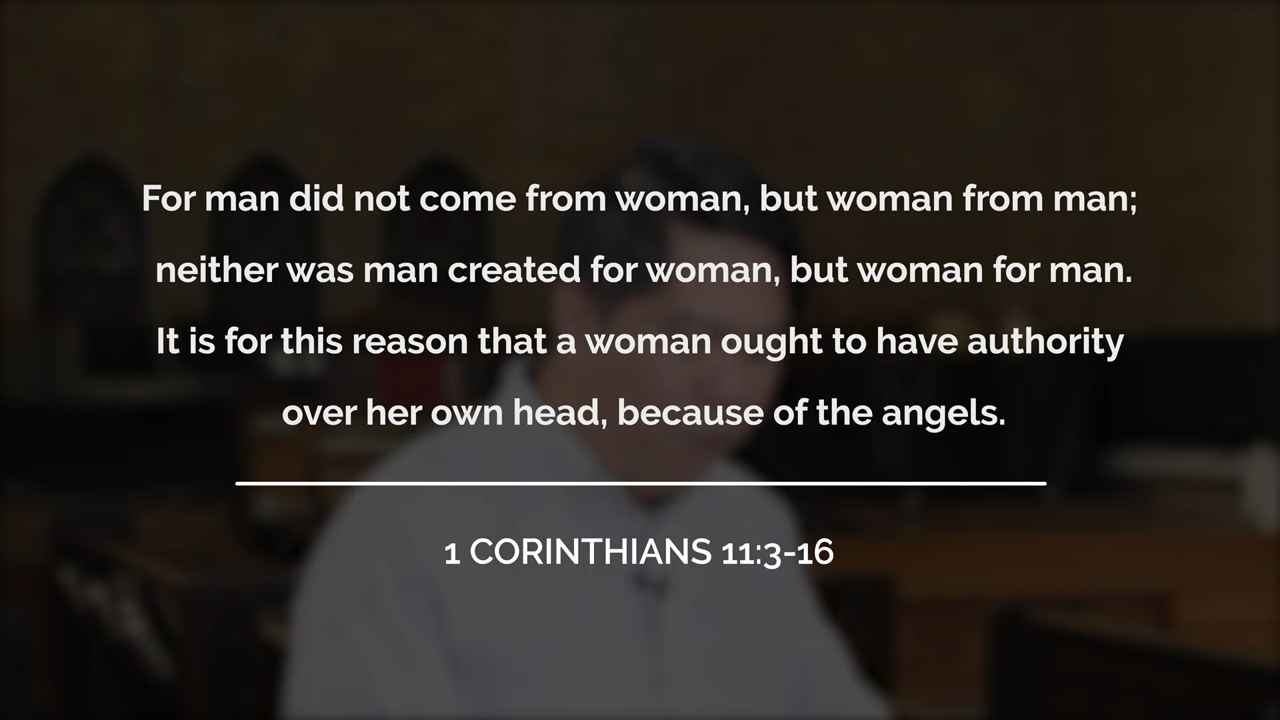 For man did not come from woman, but woman from man;
neither was man created for woman, but woman for man.
It is for this reason that a woman ought to have authority
over her own head, because of the angels.
1 CORINTHIANS 11:3-16